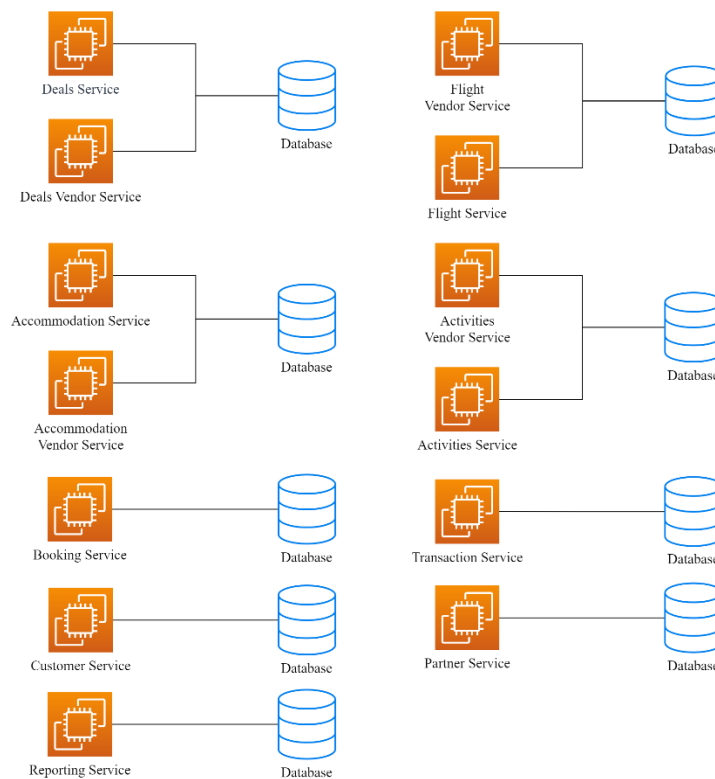 Deals Service
Database
Deals Vendor Service
Flight
Vendor Service
Database
Flight Service
Accommodation Service
Database
Accommodation
Vendor Service
Activities
Vendor Service
Database
Activities Service
Booking Service
Database
Transaction Service
Database
Customer Service
Database
Partner Service
Database
Reporting Service
Database